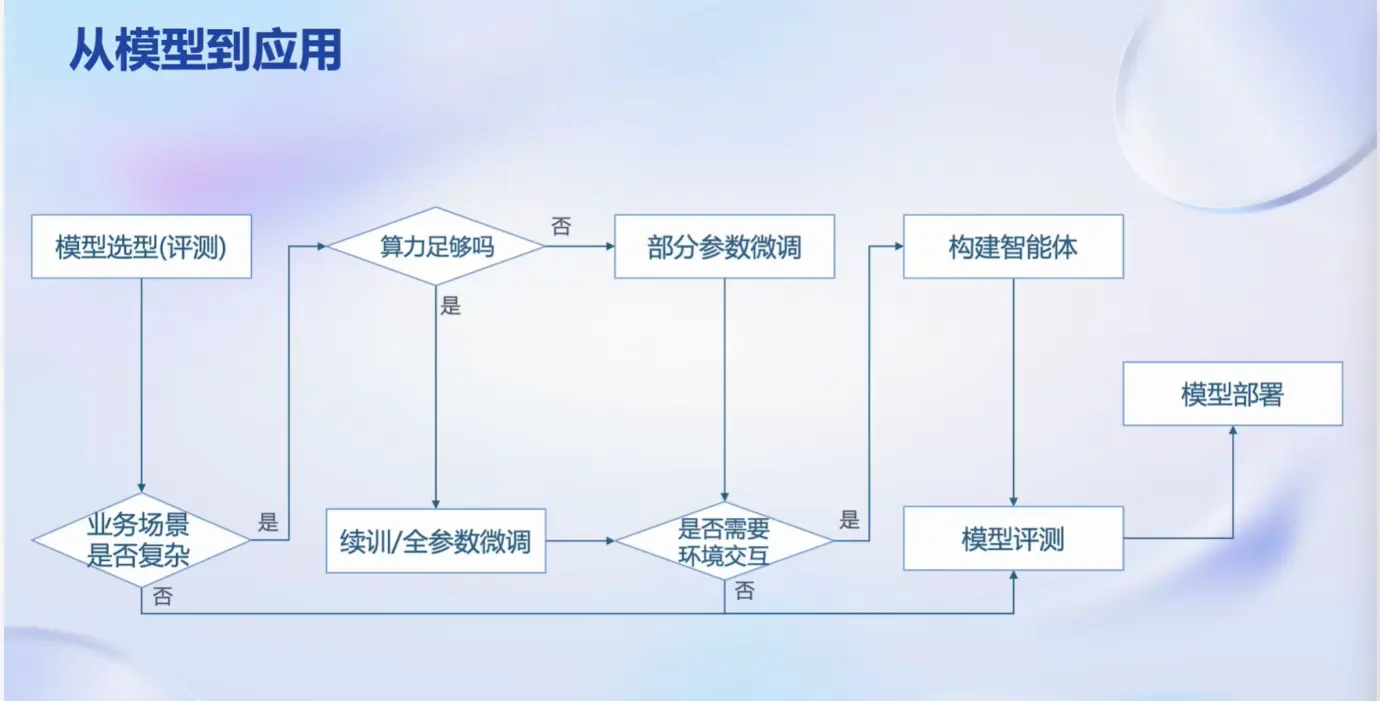 从模型到应用
模型选型(评测)
算力足够吗
否
部分参数微调
构建智能体
是
模型部署
业务场景
是否复杂
是
续训/全参数微调
是否需要
环境交互
是
模型评测
否
否